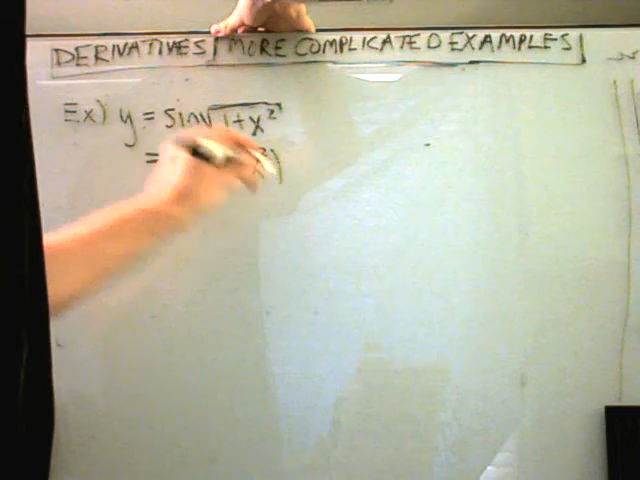 DERIVATIVES | MORE COMPLICATED EXAMPLES
Ex) y = sin√(1+x²)
=